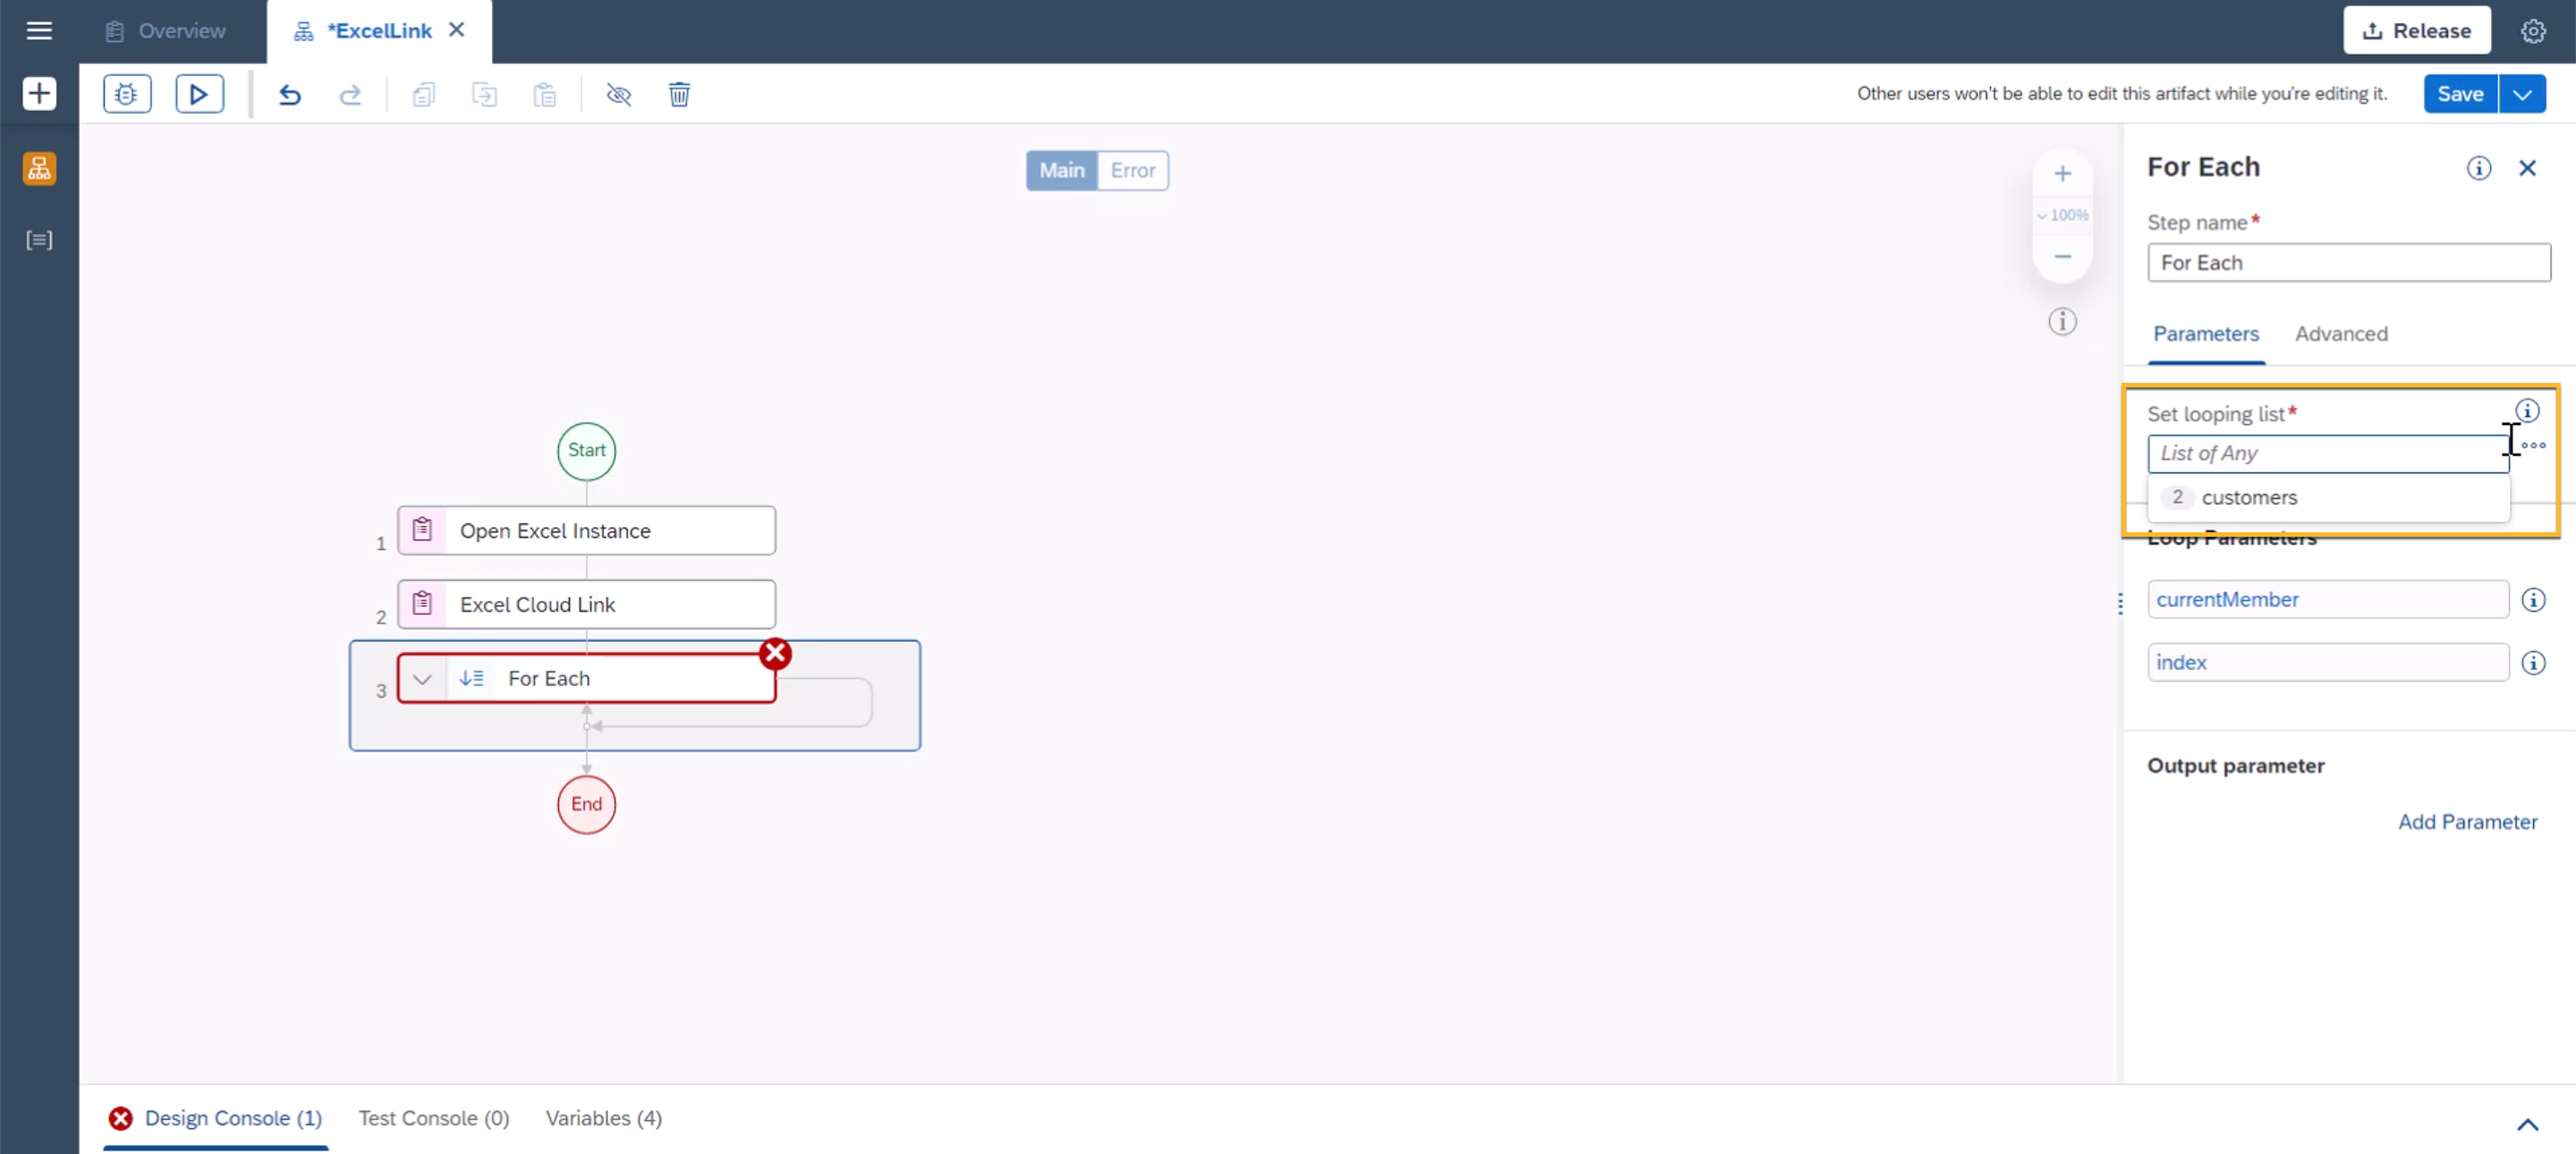 Overview
*ExcelLink
Release
Other users won't be able to edit this artifact while you're editing it.
Save
Main
Error
100%
Start
1
Open Excel Instance
2
Excel Cloud Link
3
For Each
End
For Each
Step name*
For Each
Parameters
Advanced
Set looping list*
List of Any
2 customers
Loop Parameters
currentMember
index
Output parameter
Add Parameter
Design Console (1)
Test Console (0)
Variables (4)